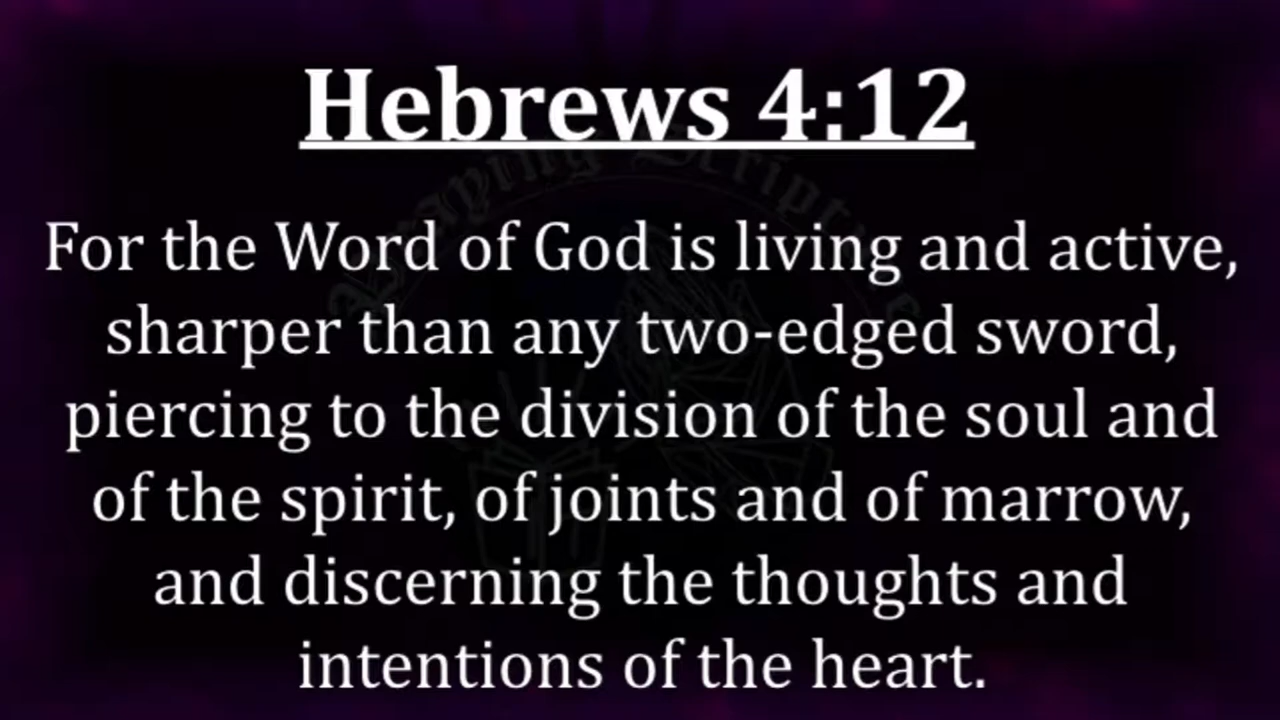 Hebrews 4:12
Praying Scripture
For the Word of God is living and active,
sharper than any two-edged sword,
piercing to the division of the soul and
of the spirit, of joints and of marrow,
and discerning the thoughts and
intentions of the heart.